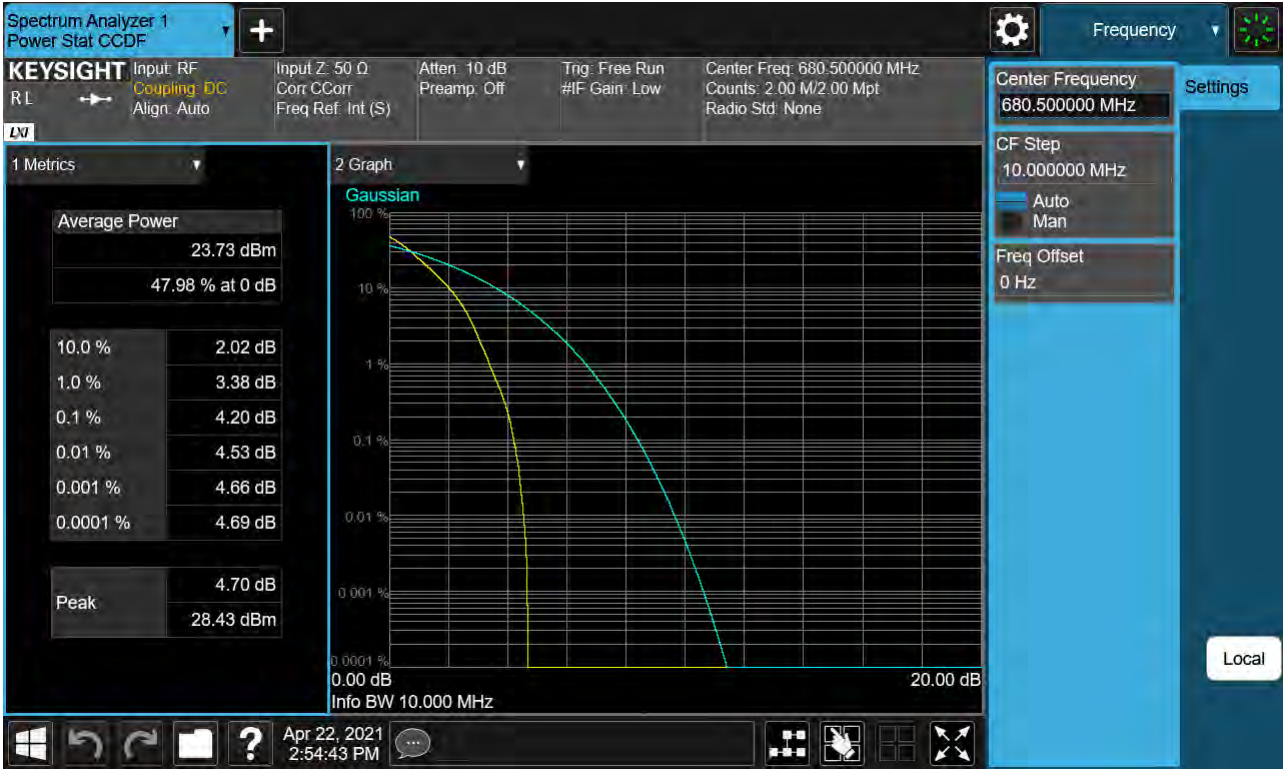 Spectrum Analyzer 1
Power Stat CCDF
Frequency
KEYSIGHT
R L
LXI
Input: RF
Coupling: DC
Align: Auto
Input Z: 50 Ω
Corr CCorr
Freq Ref: Int (S)
Atten: 10 dB
Preamp: Off
Trig: Free Run
#IF Gain: Low
Center Freq: 680.500000 MHz
Counts: 2.00 M/2.00 Mpt
Radio Std: None
1 Metrics
Average Power
23.73 dBm
47.98 % at 0 dB
10.0 % 2.02 dB
1.0 % 3.38 dB
0.1 % 4.20 dB
0.01 % 4.53 dB
0.001 % 4.66 dB
0.0001 % 4.69 dB
Peak
4.70 dB
28.43 dBm
2 Graph
Gaussian
100 %
10 %
1 %
0.1 %
0.01 %
0.001 %
0.0001 %
0.00 dB 20.00 dB
Info BW 10.000 MHz
Center Frequency
680.500000 MHz
CF Step
10.000000 MHz
Auto
Man
Freq Offset
0 Hz
Settings
Local
?
Apr 22, 2021
2:54:43 PM